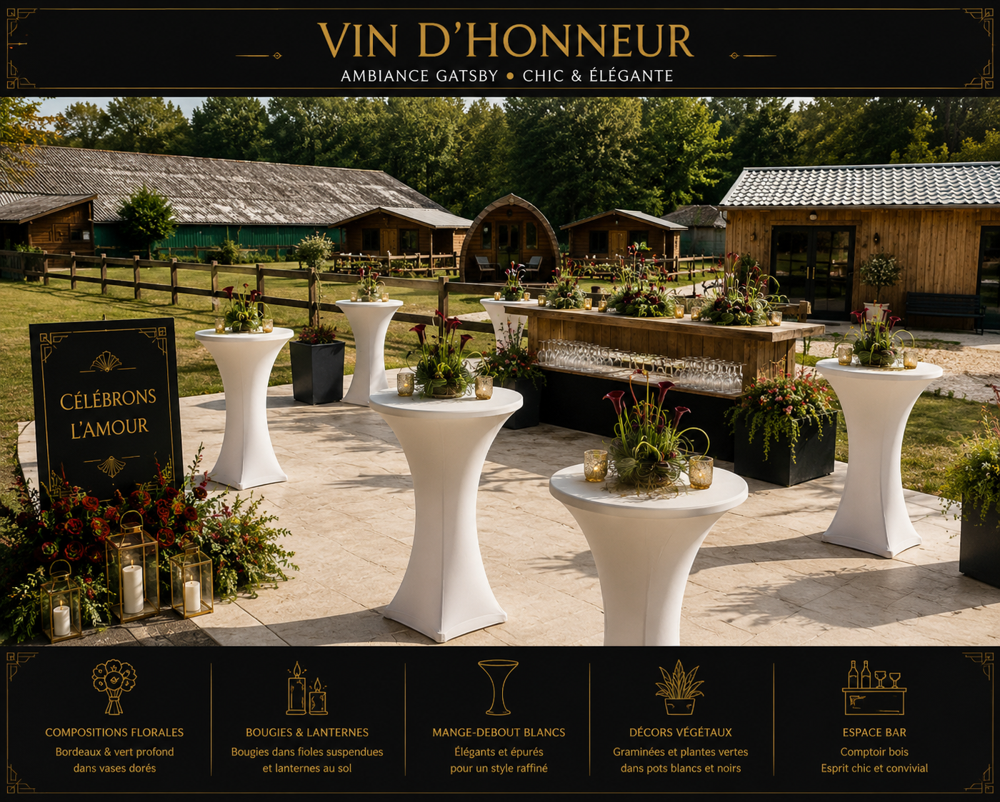 VIN D'HONNEUR
AMBIANCE GATSBY • CHIC & ÉLÉGANTE
CÉLÉBRONS
L'AMOUR
COMPOSITIONS FLORALES
Bordeaux & vert profond
dans vases dorés
BOUGIES & LANTERNES
Bougies dans fioles suspendues
et lanternes au sol
MANGE-DEBOUT BLANCS
Élégants et épurés
pour un style raffiné
DÉCORS VÉGÉTAUX
Graminées et plantes vertes
dans pots blancs et noirs
ESPACE BAR
Comptoir bois
Esprit chic et convivial